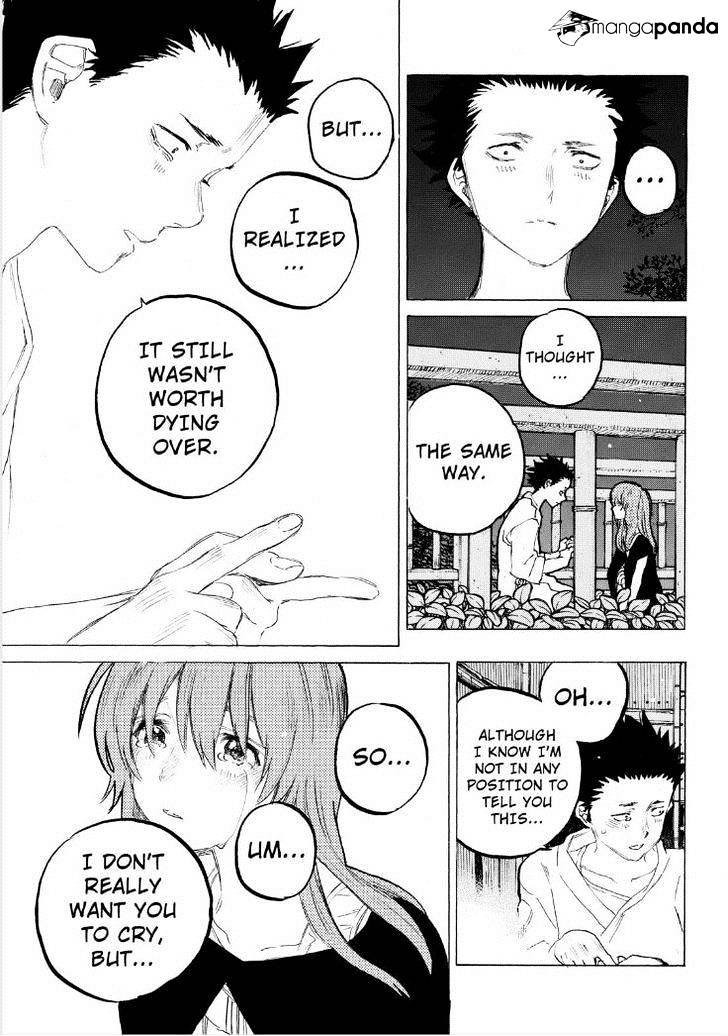 mangapanda
...
I
THOUGHT
...
THE SAME
WAY.
BUT...
I
REALIZED
...
IT STILL
WASN'T
WORTH
DYING
OVER.
OH...
ALTHOUGH
I KNOW I'M
NOT IN ANY
POSITION TO
TELL YOU
THIS...
SO...
UM...
I DON'T
REALLY
WANT YOU
TO CRY,
BUT...